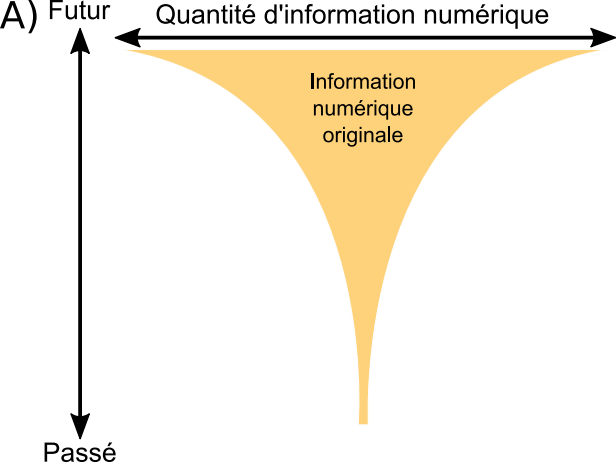 A) Futur
Quantité d'information numérique
Information
numérique
originale
Passé